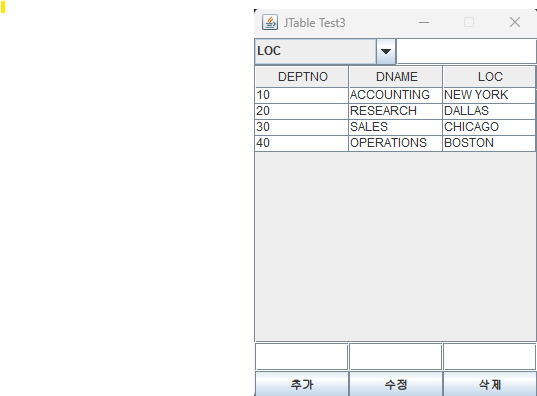 JTable Test3
LOC
DEPTNO DNAME LOC
10 ACCOUNTING NEW YORK
20 RESEARCH DALLAS
30 SALES CHICAGO
40 OPERATIONS BOSTON
추가 수정 삭제